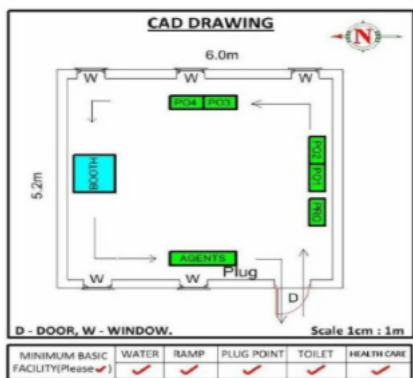 CAD DRAWING
N
6.0m
W W W
PO4 PO3
5.2m
BOOTH
PO2
PO1
PRO
AGENTS
Plug
W W
D
D - DOOR, W - WINDOW. Scale 1cm : 1m
MINIMUM BASIC FACILITY(Please✓) WATER RAMP PLUG POINT TOILET HEALTH CARE
✓ ✓ ✓ ✓ ✓